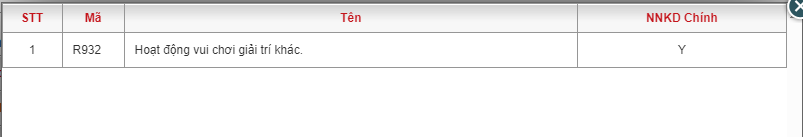 STT Mã Tên NNKD Chính
1 R932 Hoạt động vui chơi giải trí khác. Y